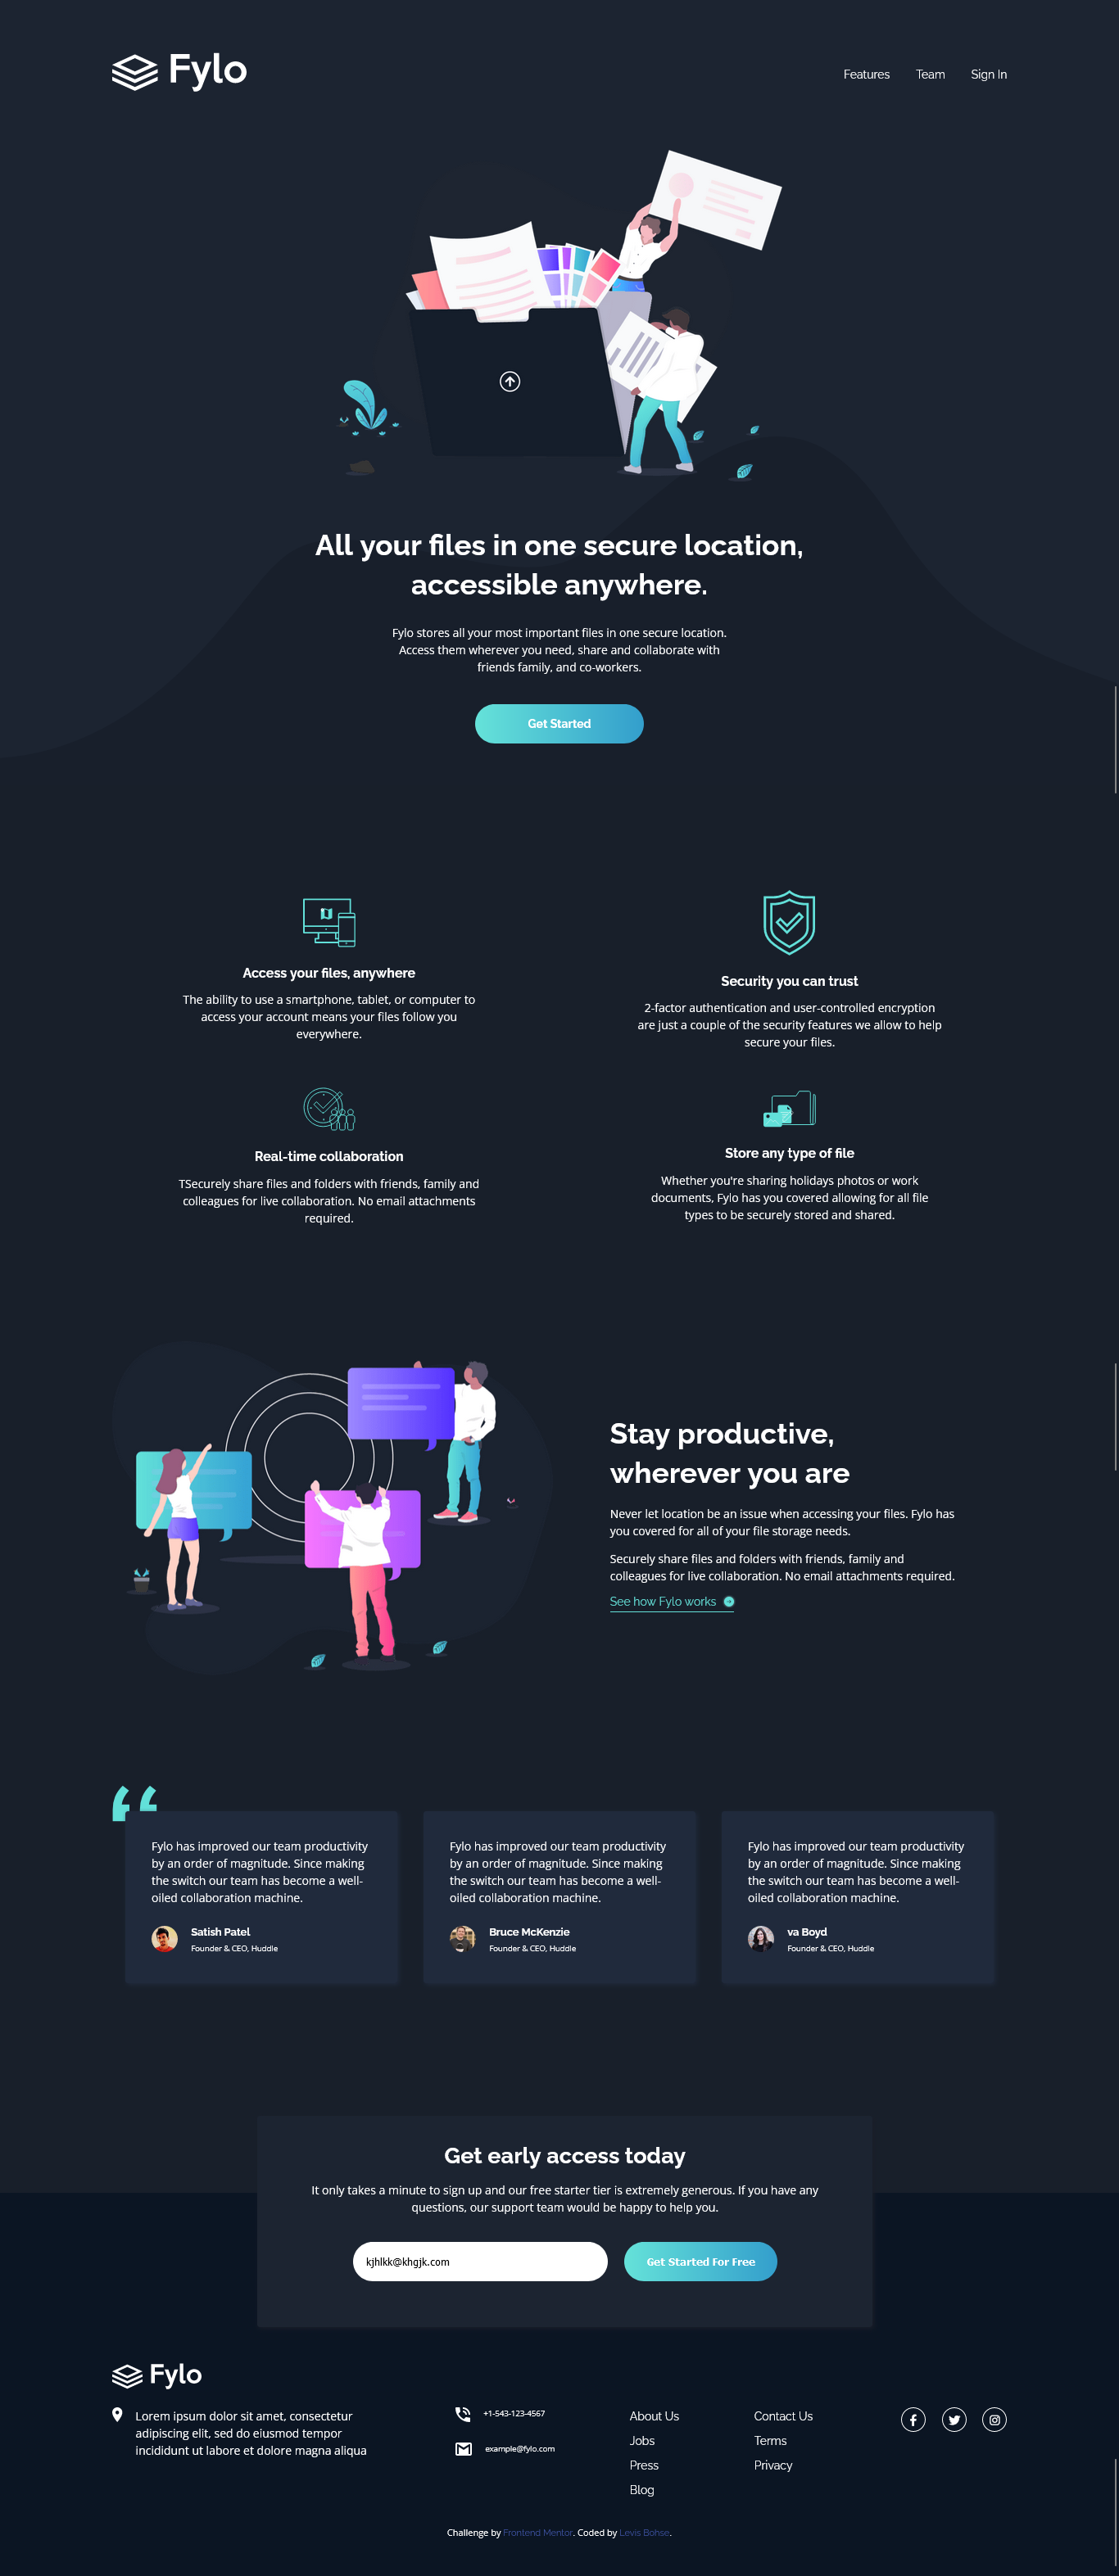 Fylo
Features Team Sign In
All your files in one secure location,
accessible anywhere.
Fylo stores all your most important files in one secure location.
Access them wherever you need, share and collaborate with
friends family, and co-workers.
Get Started
Access your files, anywhere
The ability to use a smartphone, tablet, or computer to
access your account means your files follow you
everywhere.
Security you can trust
2-factor authentication and user-controlled encryption
are just a couple of the security features we allow to help
secure your files.
Real-time collaboration
TSecurely share files and folders with friends, family and
colleagues for live collaboration. No email attachments
required.
Store any type of file
Whether you're sharing holidays photos or work
documents, Fylo has you covered allowing for all file
types to be securely stored and shared.
Stay productive,
wherever you are
Never let location be an issue when accessing your files. Fylo has
you covered for all of your file storage needs.
Securely share files and folders with friends, family and
colleagues for live collaboration. No email attachments required.
See how Fylo works
Fylo has improved our team productivity
by an order of magnitude. Since making
the switch our team has become a well-
oiled collaboration machine.
Satish Patel
Founder & CEO, Huddle
Fylo has improved our team productivity
by an order of magnitude. Since making
the switch our team has become a well-
oiled collaboration machine.
Bruce McKenzie
Founder & CEO, Huddle
Fylo has improved our team productivity
by an order of magnitude. Since making
the switch our team has become a well-
oiled collaboration machine.
va Boyd
Founder & CEO, Huddle
Get early access today
It only takes a minute to sign up and our free starter tier is extremely generous. If you have any
questions, our support team would be happy to help you.
kjhlkk@khgjk.com
Get Started For Free
Fylo
Lorem ipsum dolor sit amet, consectetur
adipiscing elit, sed do eiusmod tempor
incididunt ut labore et dolore magna aliqua
+1-543-123-4567
example@fylo.com
About Us
Jobs
Press
Blog
Contact Us
Terms
Privacy
Challenge by Frontend Mentor. Coded by Levis Bohse.